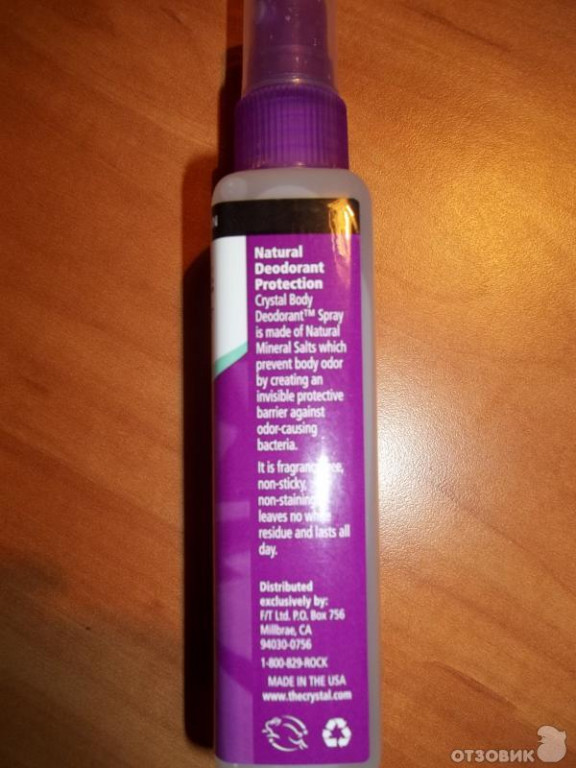 N
Natural
Deodorant
Protection
Crystal Body
Deodorant™ Spray
is made of Natural
Mineral Salts which
prevent body odor
by creating an
invisible protective
barrier against
odor-causing
bacteria.
It is
non-sticky,
non-staining
leaves no
residue and lasts all
day.
Distributed
exclusively by:
F/T Ltd. P.O. Box 756
Millbrae, CA
94030-0756
1-800-829-ROCK
MADE IN THE USA
www.thecrystal.com
ОТЗОВИК